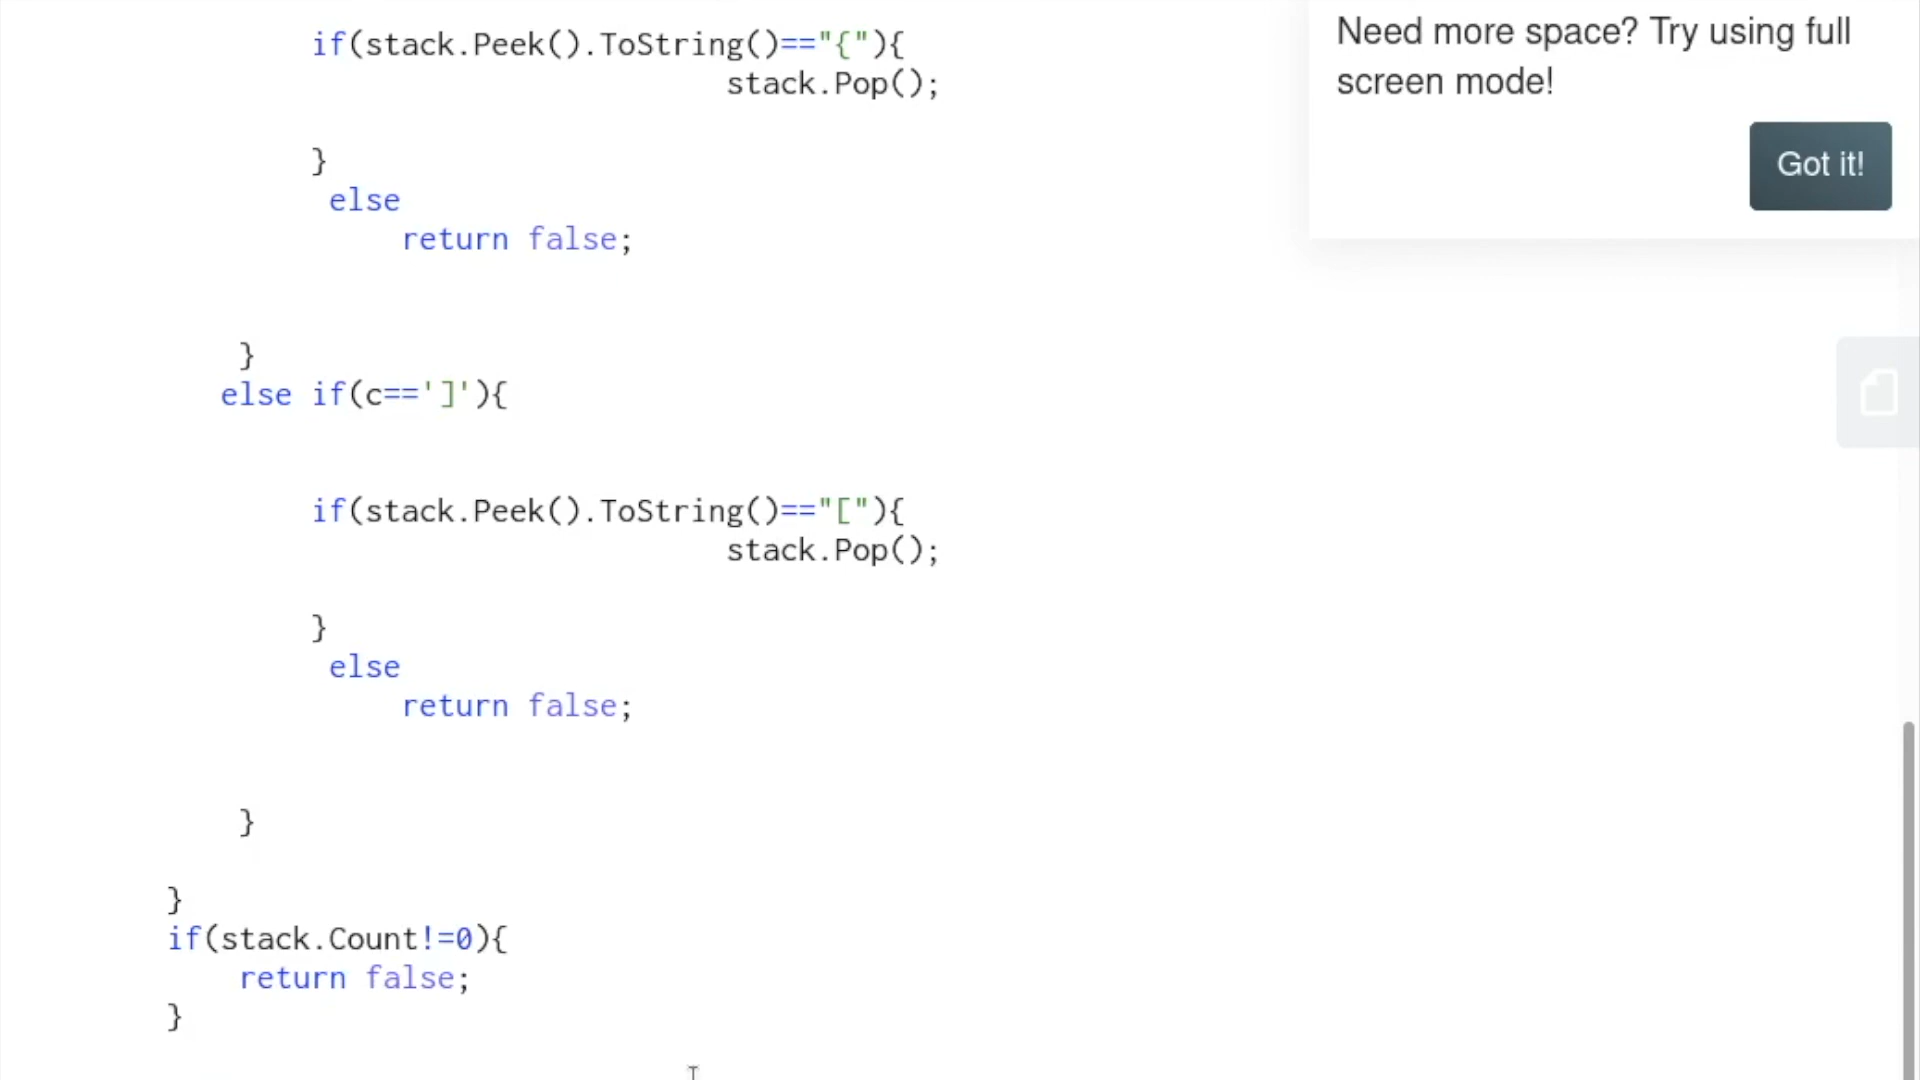 if(stack.Peek().ToString()=="{"){
stack.Pop();
}
else
return false;
}
else if(c==']'){
if(stack.Peek().ToString()=="["){
stack.Pop();
}
else
return false;
}
}
if(stack.Count!=0){
return false;
}
Need more space? Try using full
screen mode!
Got it!